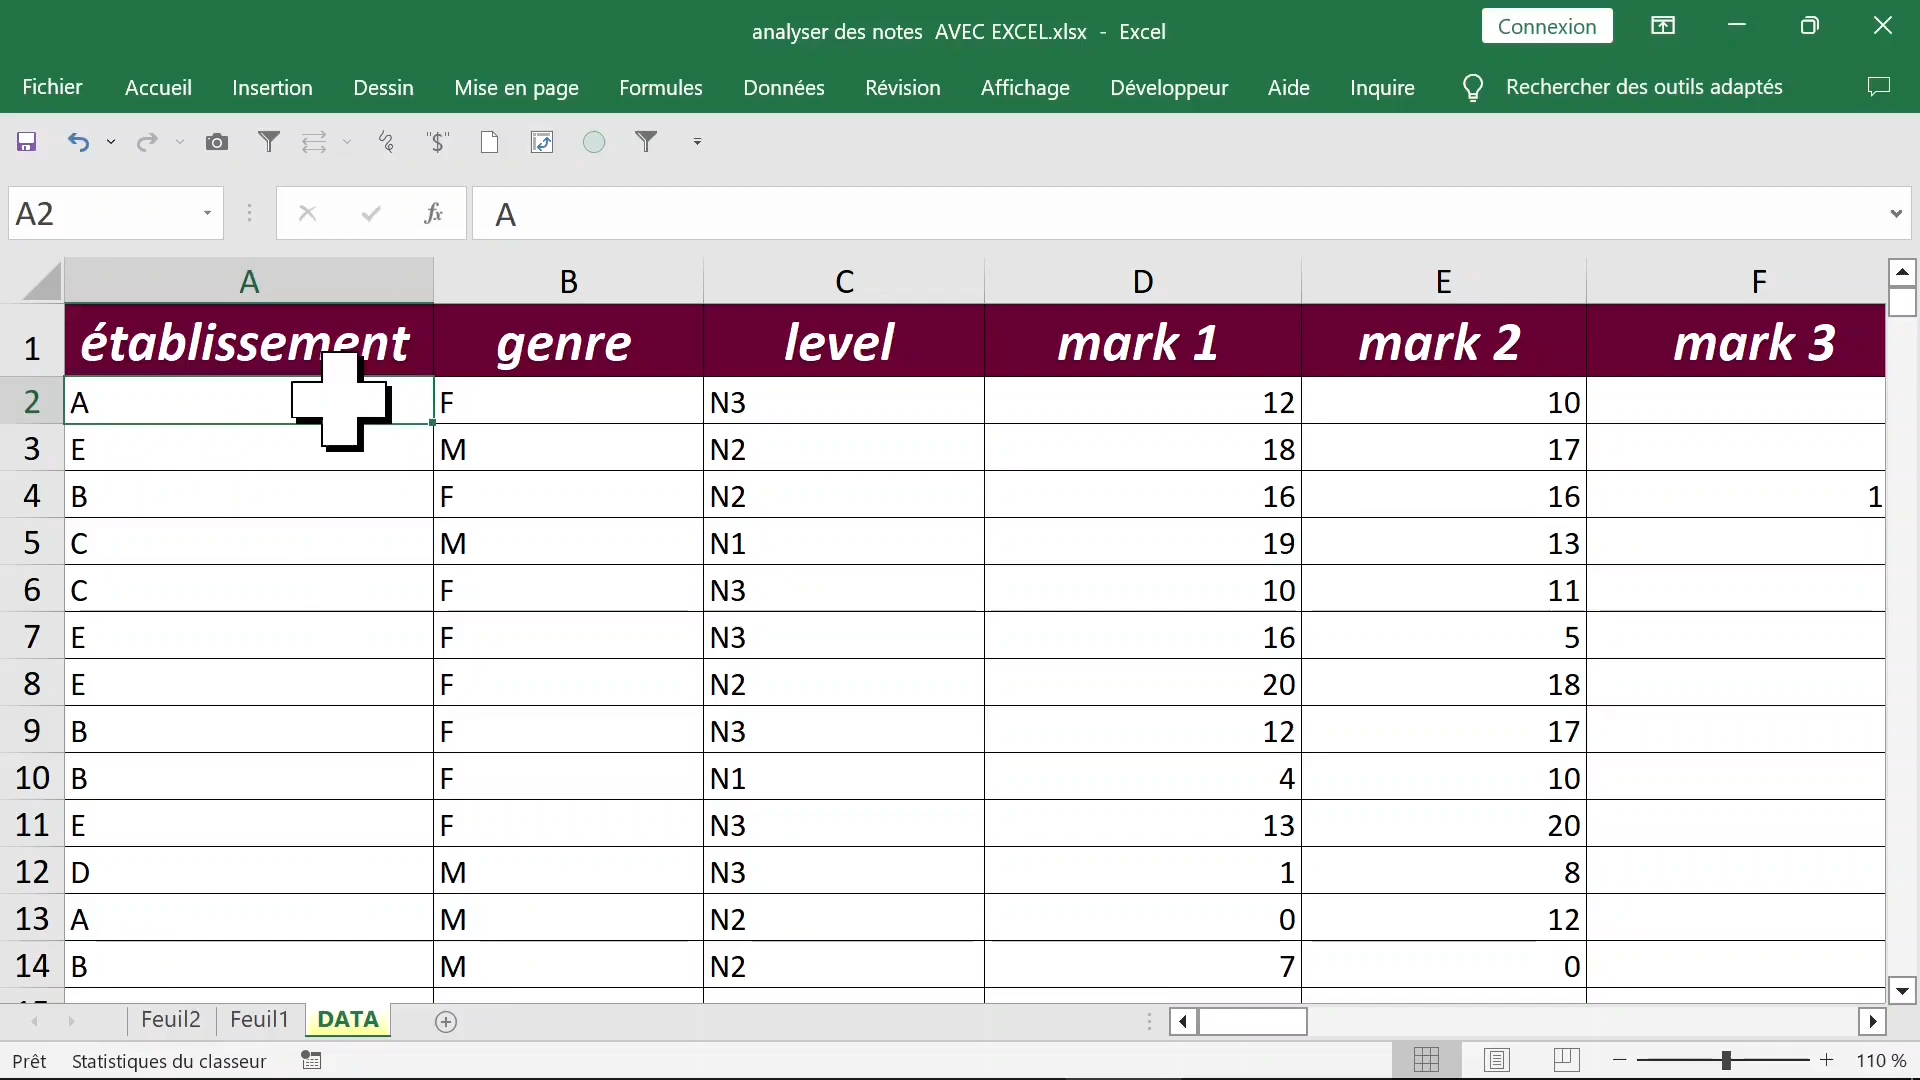 analyser des notes  AVEC EXCEL.xlsx  -  Excel
Connexion
Fichier Accueil Insertion Dessin Mise en page Formules Données Révision Affichage Développeur Aide Inquire Rechercher des outils adaptés
"$"
A2 fx A
A B C D E F
1 établissement genre level mark 1 mark 2 mark 3
2 A F N3 12 10
3 E M N2 18 17
4 B F N2 16 16 1
5 C M N1 19 13
6 C F N3 10 11
7 E F N3 16 5
8 E F N2 20 18
9 B F N3 12 17
10 B F N1 4 10
11 E F N3 13 20
12 D M N3 1 8
13 A M N2 0 12
14 B M N2 7 0
Feuil2 Feuil1 DATA
Prêt Statistiques du classeur 110 %